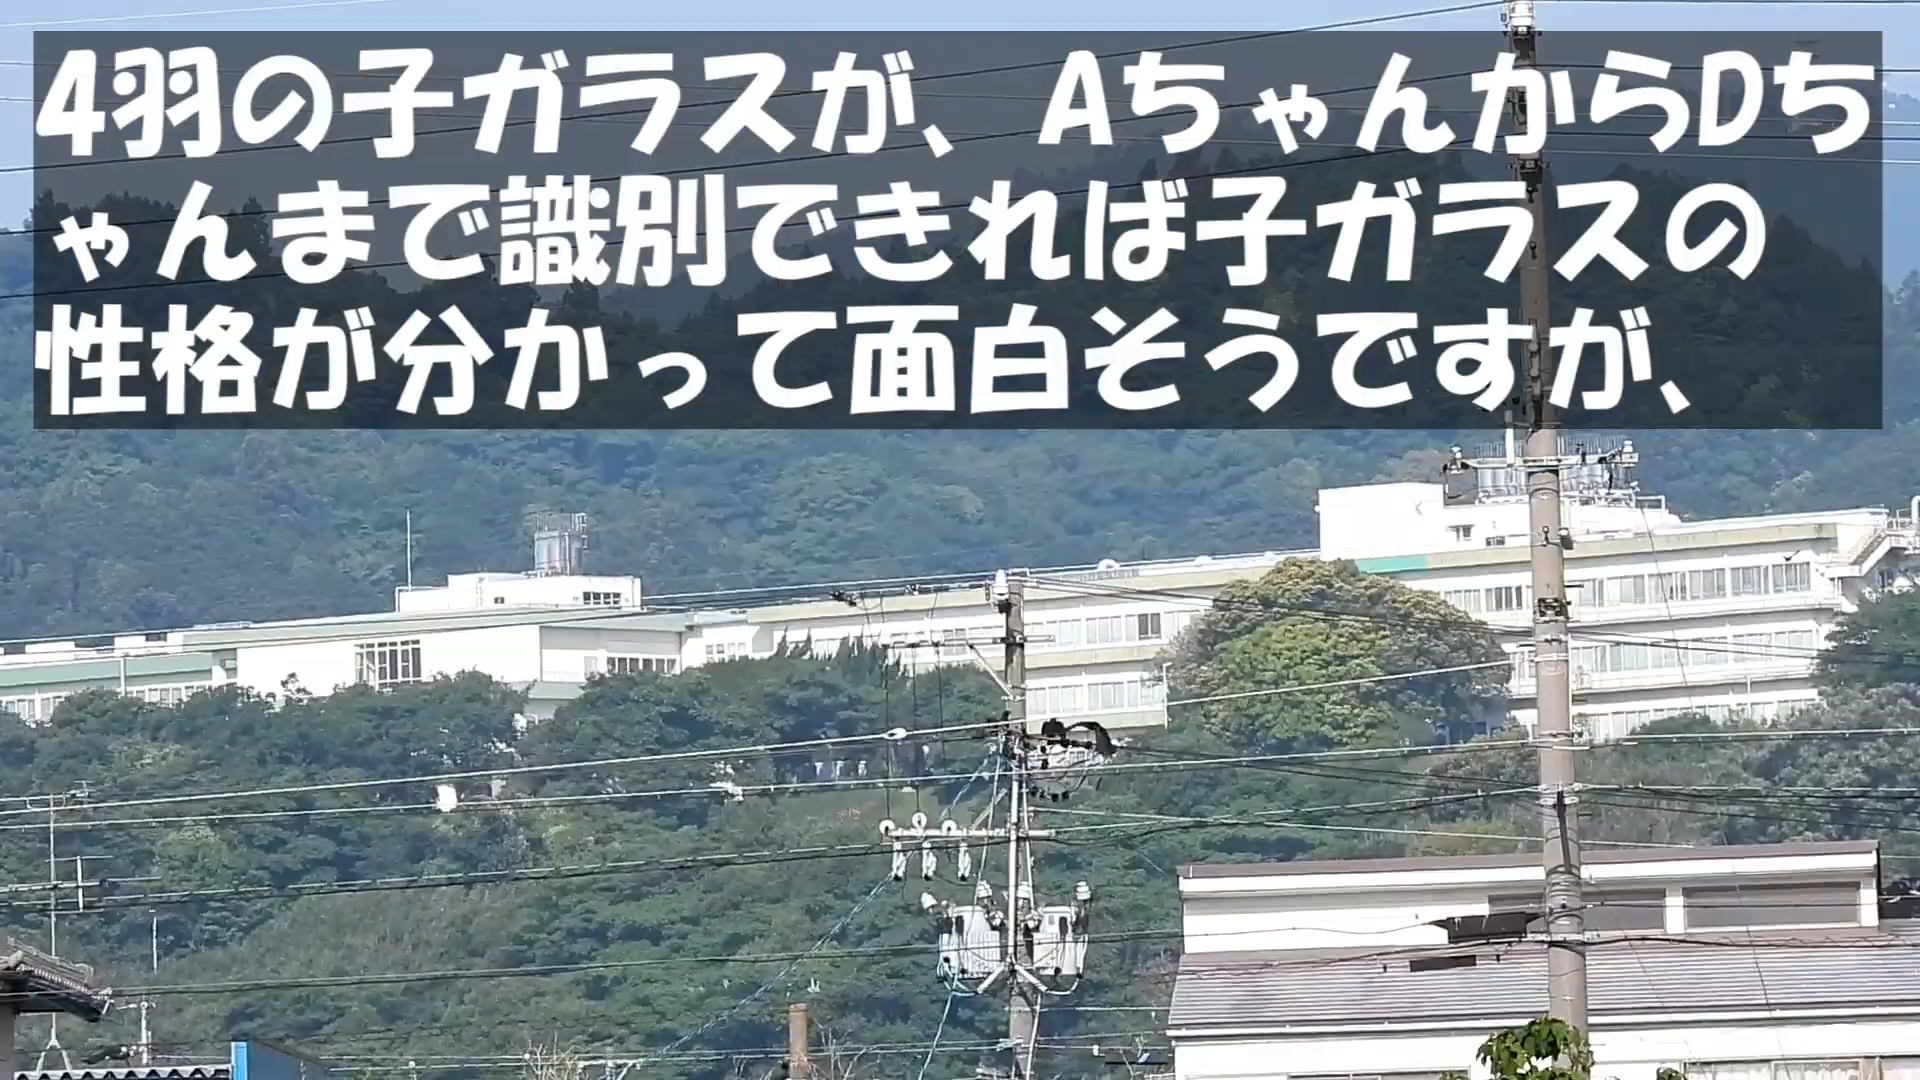 4羽の子ガラスが、AちゃんからDち
ゃんまで識別できれば子ガラスの
性格が分かって面白そうですが、